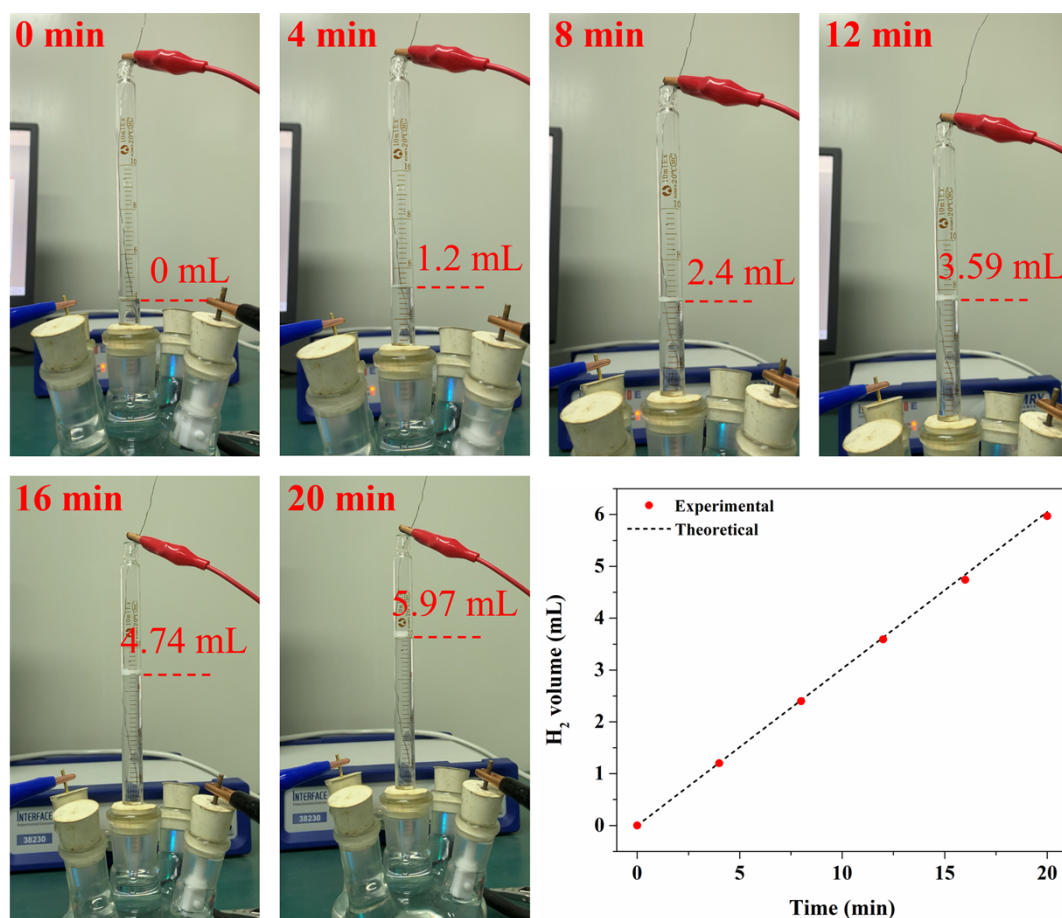 0 min
4 min
8 min
12 min
0 mL
1.2 mL
2.4 mL
3.59 mL
16 min
20 min
4.74 mL
5.97 mL
INTERFACE
38230
INTERFACE
38230
Experimental
Theoretical
H₂ volume (mL)
6
5
4
3
2
1
0
0
5
10
15
20
Time (min)